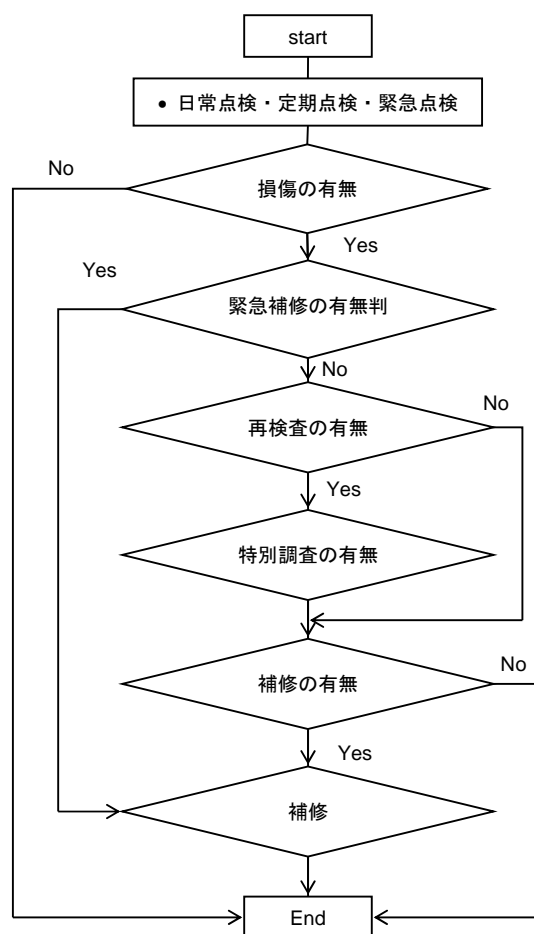 start
• 日常点検・定期点検・緊急点検
No
損傷の有無
Yes
Yes
緊急補修の有無判
No
No
再検査の有無
Yes
特別調査の有無
No
補修の有無
Yes
補修
End